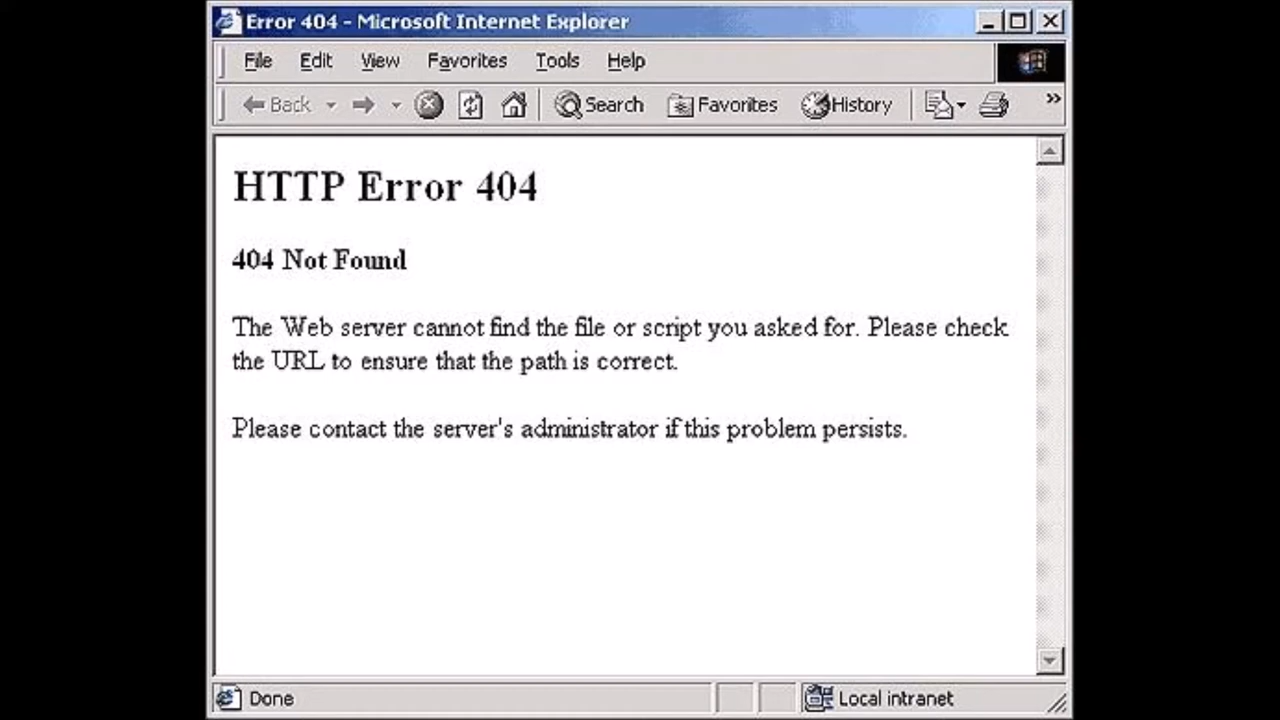 Error 404 - Microsoft Internet Explorer
File Edit View Favorites Tools Help
Back Search Favorites History »
HTTP Error 404
404 Not Found
The Web server cannot find the file or script you asked for. Please check
the URL to ensure that the path is correct.
Please contact the server's administrator if this problem persists.
Done Local intranet